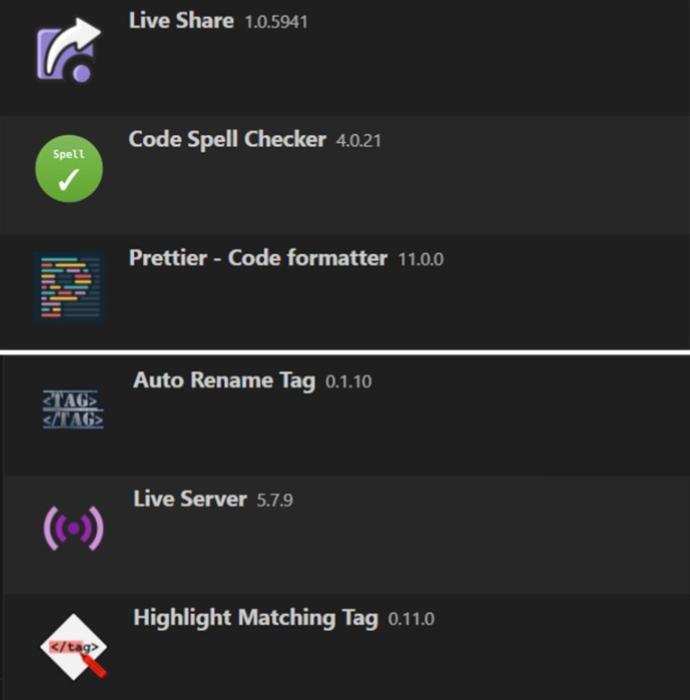 Live Share 1.0.5941
Spell
Code Spell Checker 4.0.21
Prettier - Code formatter 11.0.0
Auto Rename Tag 0.1.10
<TAG>
</TAG>
Live Server 5.7.9
Highlight Matching Tag 0.11.0
</tag>